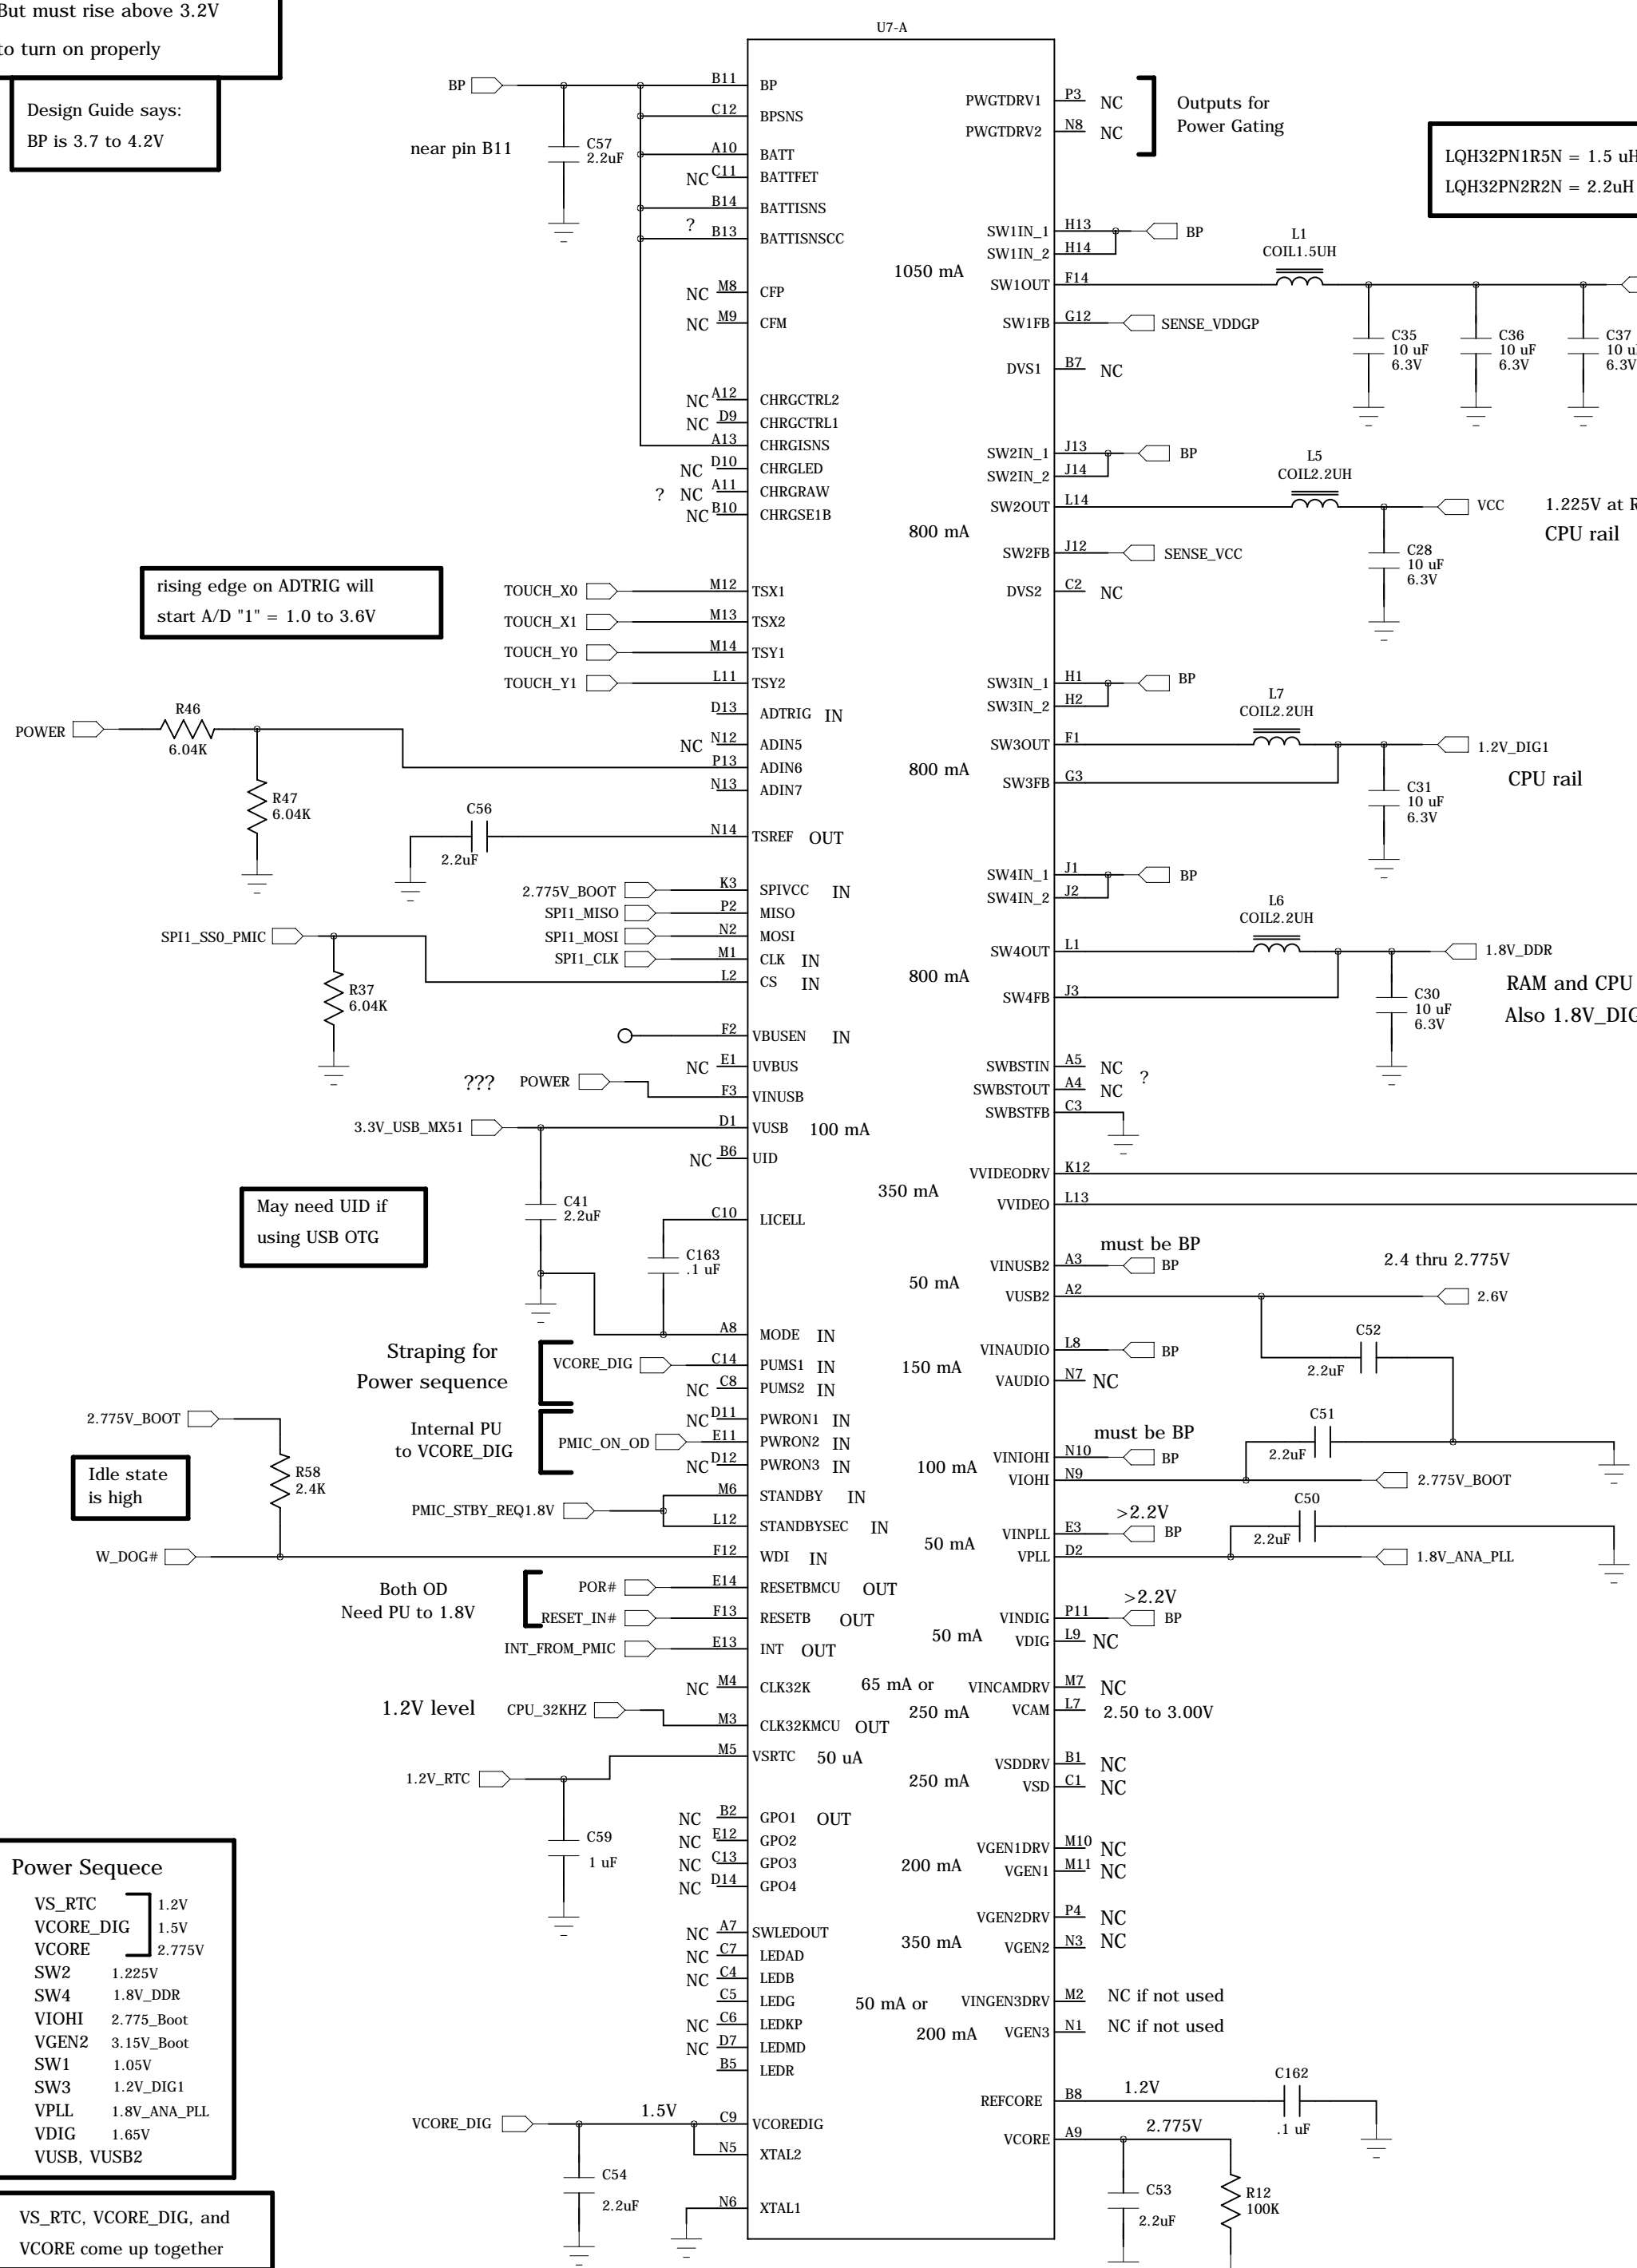 But must rise above 3.2V
to turn on properly
Design Guide says:
BP is 3.7 to 4.2V
U7-A
BP
near pin B11
C57
2.2uF
B11 BP
C12 BPSNS
A10 BATT
NC C11 BATTFET
B14 BATTISNS
? B13 BATTISNSCC
NC M8 CFP
NC M9 CFM
NC A12 CHRGCTRL2
NC D9 CHRGCTRL1
A13 CHRGISNS
NC D10 CHRGLED
? NC A11 CHRGRAW
NC B10 CHRGSE1B
rising edge on ADTRIG will
start A/D "1" = 1.0 to 3.6V
TOUCH_X0 M12 TSX1
TOUCH_X1 M13 TSX2
TOUCH_Y0 M14 TSY1
TOUCH_Y1 L11 TSY2
D13 ADTRIG IN
POWER
R46
6.04K
R47
6.04K
NC N12 ADIN5
P13 ADIN6
N13 ADIN7
C56
2.2uF
N14 TSREF OUT
2.775V_BOOT K3 SPIVCC IN
SPI1_MISO P2 MISO
SPI1_MOSI N2 MOSI
SPI1_CLK M1 CLK IN
SPI1_SS0_PMIC L2 CS IN
R37
6.04K
F2 VBUSEN IN
NC E1 UVBUS
??? POWER F3 VINUSB
3.3V_USB_MX51 D1 VUSB 100 mA
NC B6 UID
May need UID if
using USB OTG
C41
2.2uF
C10 LICELL
C163
.1 uF
A8 MODE IN
Straping for
Power sequence
VCORE_DIG C14 PUMS1 IN
NC C8 PUMS2 IN
Internal PU
to VCORE_DIG
NC D11 PWRON1 IN
PMIC_ON_OD E11 PWRON2 IN
NC D12 PWRON3 IN
2.775V_BOOT
R58
2.4K
Idle state
is high
PMIC_STBY_REQ1.8V
M6 STANDBY IN
L12 STANDBYSEC IN
W_DOG# F12 WDI IN
Both OD
Need PU to 1.8V
POR# E14 RESETBMCU OUT
RESET_IN# F13 RESETB OUT
INT_FROM_PMIC E13 INT OUT
NC M4 CLK32K
1.2V level CPU_32KHZ M3 CLK32KMCU OUT
M5 VSRTC 50 uA
1.2V_RTC
C59
1 uF
NC B2 GPO1 OUT
NC E12 GPO2
NC C13 GPO3
NC D14 GPO4
NC A7 SWLEDOUT
NC C7 LEDAD
NC C4 LEDB
C5 LEDG
NC C6 LEDKP
NC D7 LEDMD
B5 LEDR
VCORE_DIG 1.5V C9 VCOREDIG
N5 XTAL2
C54
2.2uF
N6 XTAL1
Power Sequece
VS_RTC 1.2V
VCORE_DIG 1.5V
VCORE 2.775V
SW2 1.225V
SW4 1.8V_DDR
VIOHI 2.775_Boot
VGEN2 3.15V_Boot
SW1 1.05V
SW3 1.2V_DIG1
VPLL 1.8V_ANA_PLL
VDIG 1.65V
VUSB, VUSB2
VS_RTC, VCORE_DIG, and
VCORE come up together
PWGTDRV1 P3 NC
PWGTDRV2 N8 NC
Outputs for
Power Gating
LQH32PN1R5N = 1.5 uH
LQH32PN2R2N = 2.2uH
SW1IN_1 H13 BP
SW1IN_2 H14
1050 mA
SW1OUT F14
L1
COIL1.5UH
SW1FB G12 SENSE_VDDGP
DVS1 B7 NC
C35
10 uF
6.3V
C36
10 uF
6.3V
C37
10 u
6.3V
SW2IN_1 J13 BP
SW2IN_2 J14
L5
COIL2.2UH
SW2OUT L14 VCC 1.225V at
CPU rail
800 mA
SW2FB J12 SENSE_VCC
DVS2 C2 NC
C28
10 uF
6.3V
SW3IN_1 H1 BP
SW3IN_2 H2
L7
COIL2.2UH
SW3OUT F1 1.2V_DIG1
800 mA
SW3FB G3
CPU rail
C31
10 uF
6.3V
SW4IN_1 J1 BP
SW4IN_2 J2
L6
COIL2.2UH
SW4OUT L1 1.8V_DDR
800 mA
SW4FB J3
RAM and CPU
Also 1.8V_DIG
C30
10 uF
6.3V
SWBSTIN A5 NC ?
SWBSTOUT A4 NC
SWBSTFB C3
VVIDEODRV K12
350 mA
VVIDEO L13
must be BP
VINUSB2 A3 BP
50 mA
VUSB2 A2
2.4 thru 2.775V
2.6V
C52
2.2uF
VINAUDIO L8 BP
150 mA
VAUDIO N7 NC
C51
2.2uF
must be BP
VINIOHI N10 BP
100 mA
VIOHI N9 2.775V_BOOT
C50
2.2uF
>2.2V
VINPLL E3 BP
50 mA
VPLL D2 1.8V_ANA_PLL
>2.2V
VINDIG P11 BP
50 mA
VDIG L9 NC
65 mA or VINCAMDRV M7 NC
250 mA VCAM L7 2.50 to 3.00V
VSDDRV B1 NC
250 mA VSD C1 NC
VGEN1DRV M10 NC
200 mA VGEN1 M11 NC
VGEN2DRV P4 NC
350 mA VGEN2 N3 NC
50 mA or VINGEN3DRV M2 NC if not used
200 mA VGEN3 N1 NC if not used
REFCORE B8 1.2V
C162
.1 uF
VCORE A9 2.775V
C53
2.2uF
R12
100K